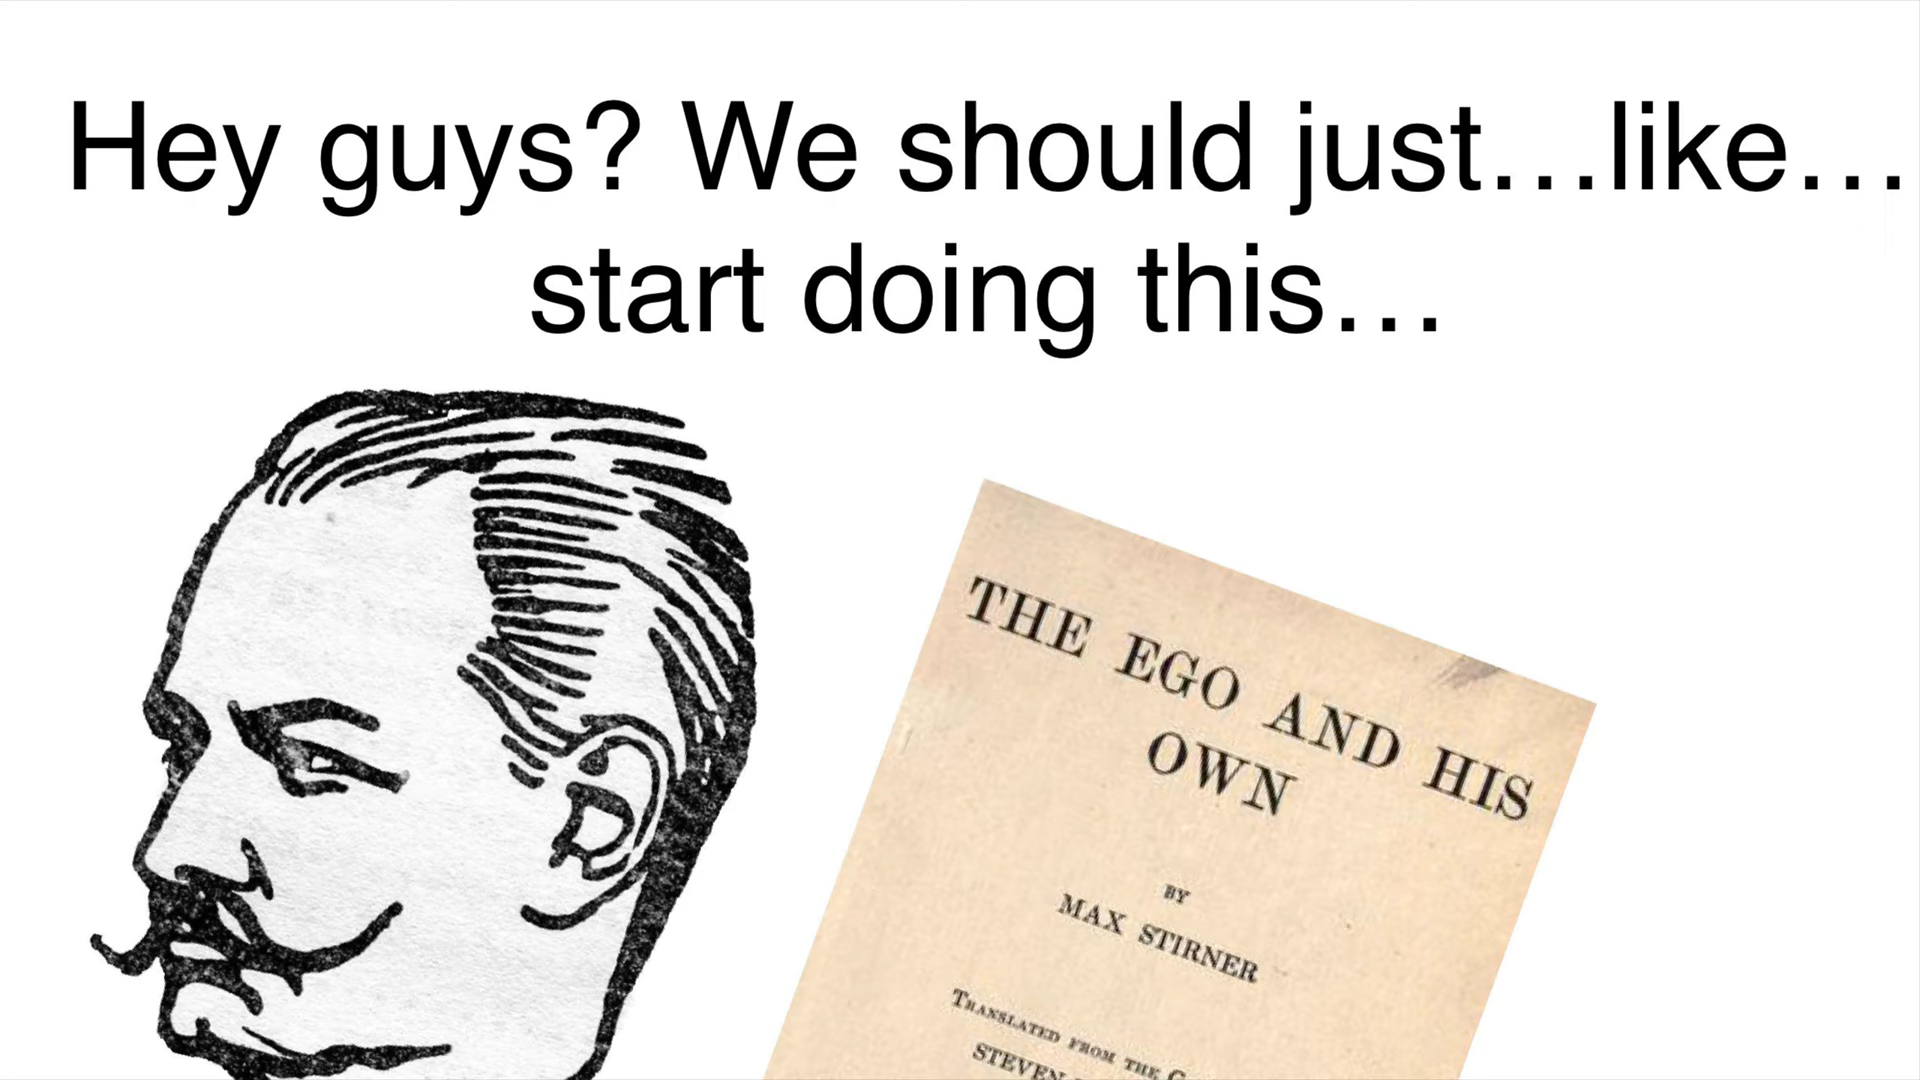 Hey guys? We should just…like…
start doing this…
THE EGO AND HIS
OWN
BY
MAX STIRNER
TRANSLATED FROM THE G
STEVEN